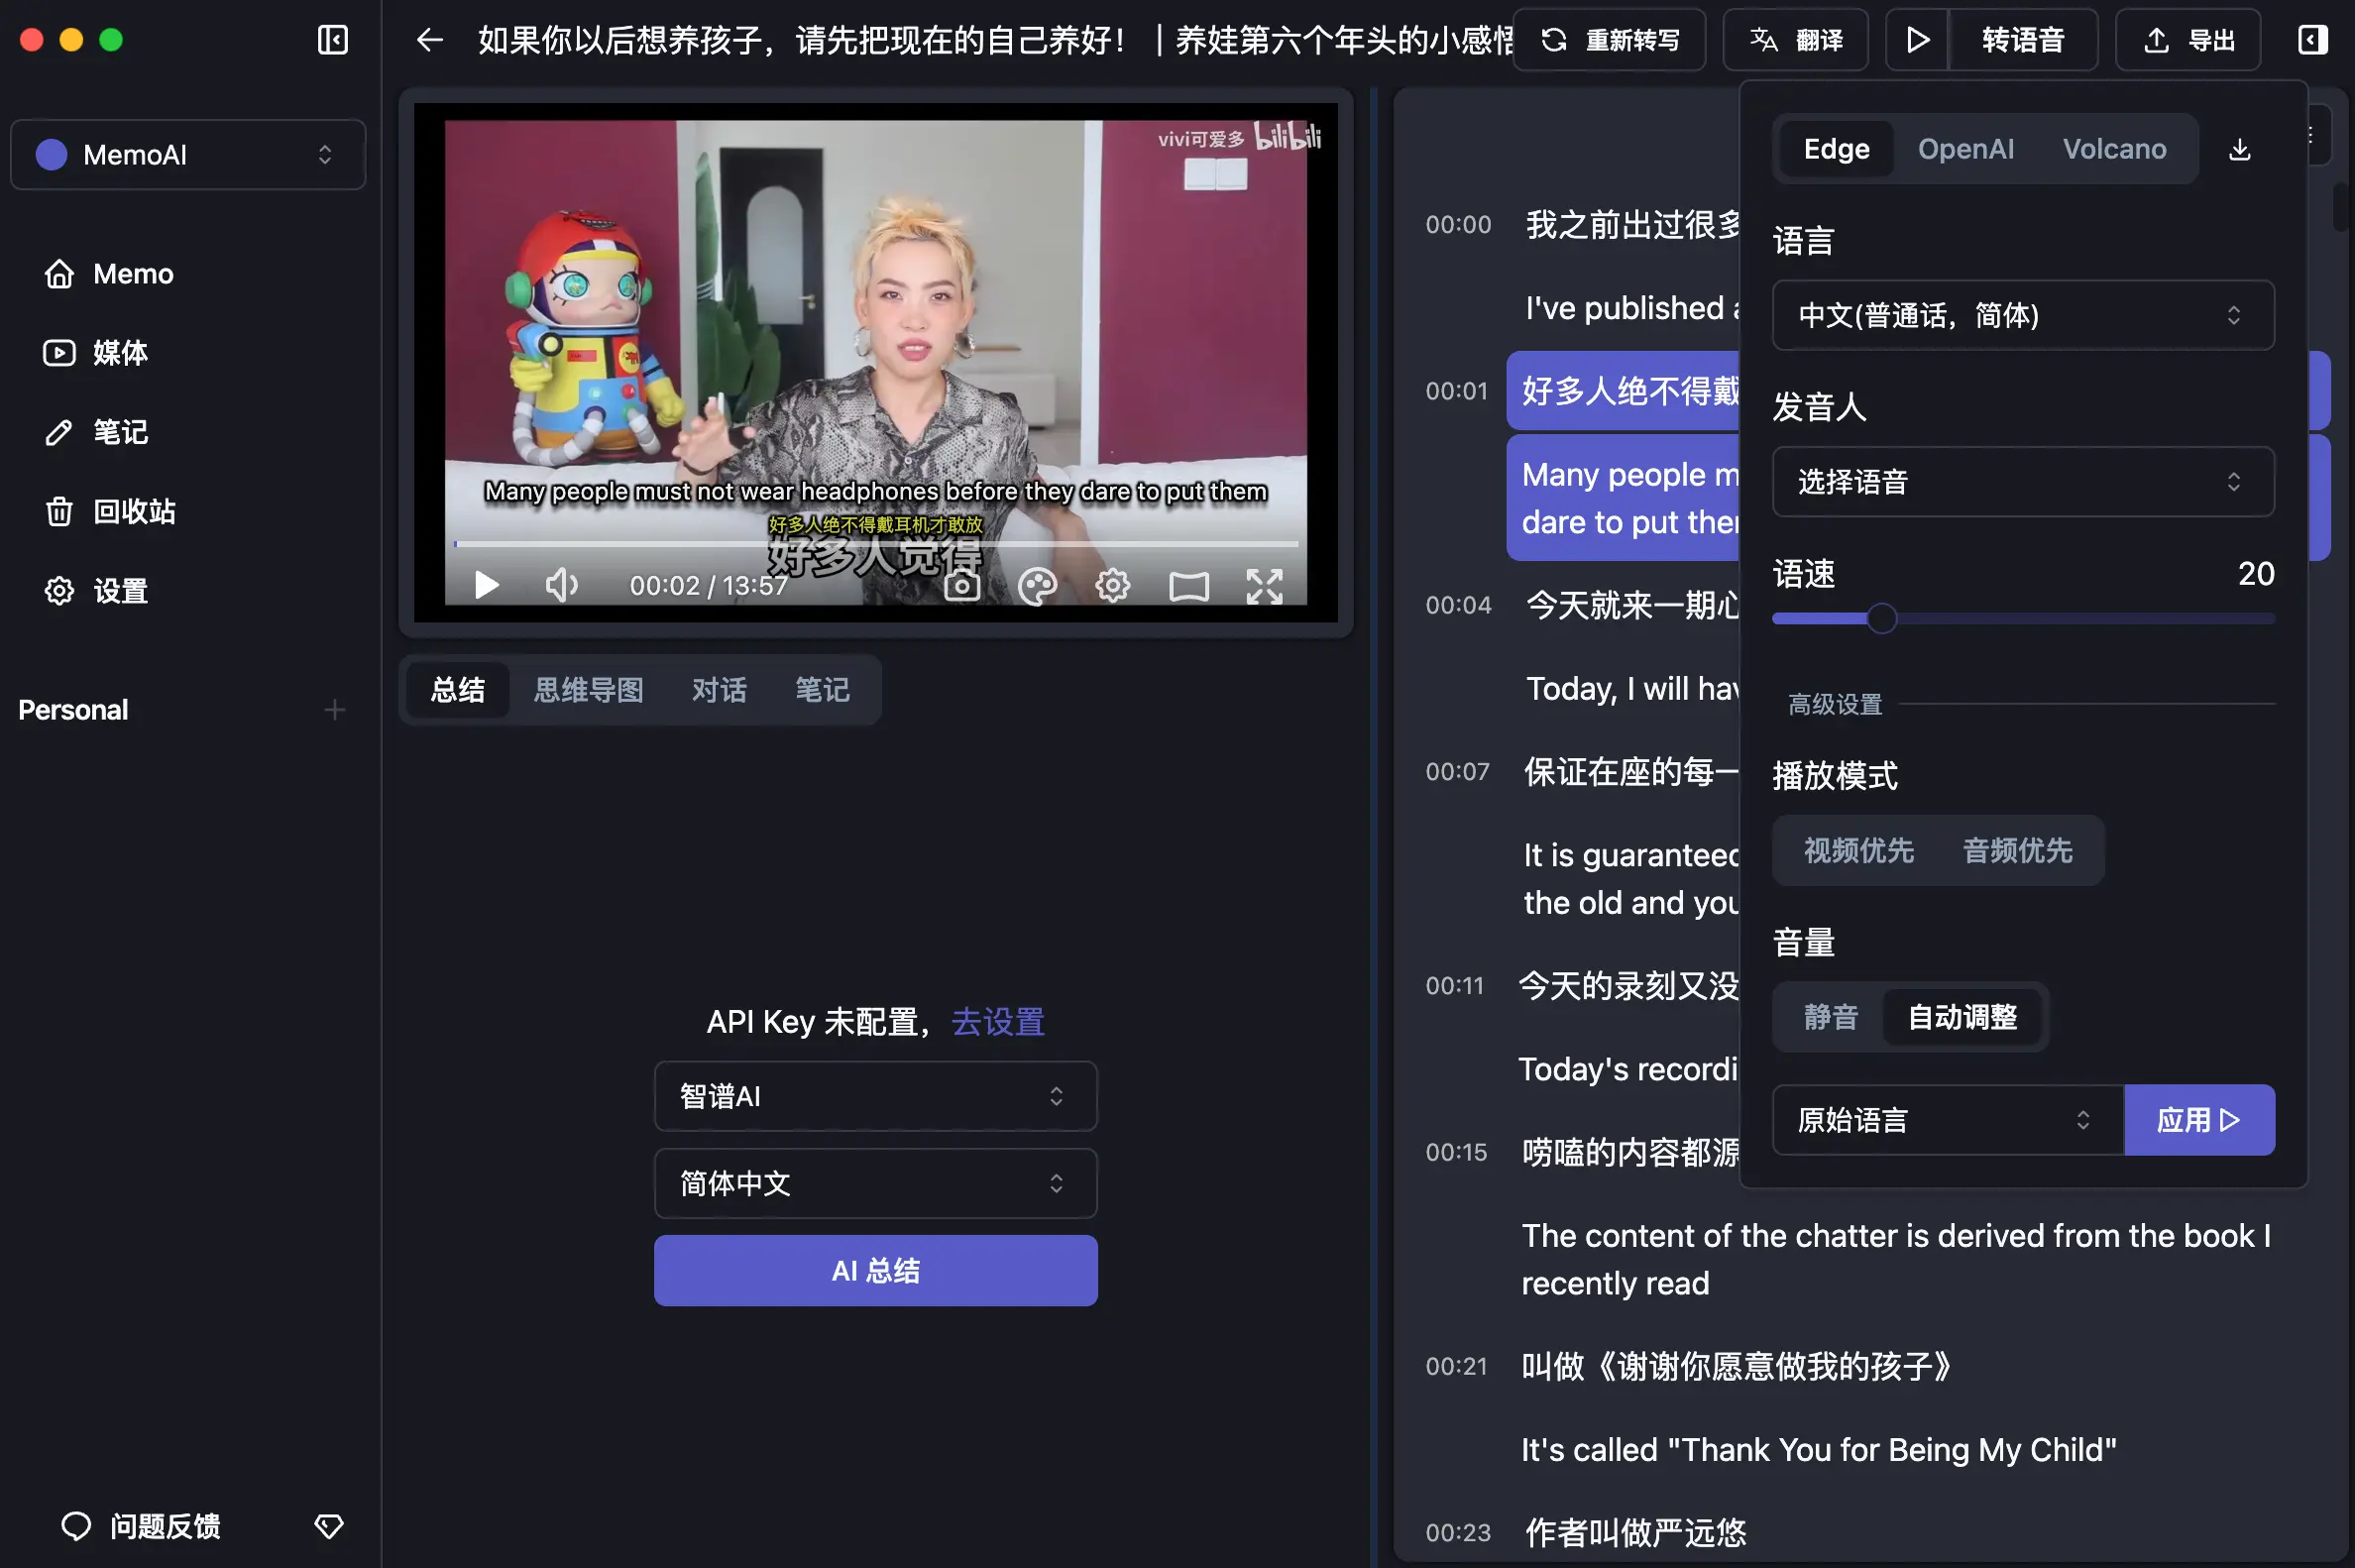 如果你以后想养孩子，请先把现在的自己养好！｜养娃第六个年头的小感悟
重新转写
翻译
转语音
导出
MemoAI
Memo
媒体
笔记
回收站
设置
Personal
问题反馈
vivi可爱多 bilibili
Many people must not wear headphones before they dare to put them
好多人绝不得戴耳机才敢放
好多人觉得
00:02 / 13:57
总结 思维导图 对话 笔记
API Key 未配置，去设置
智谱AI
简体中文
AI 总结
00:00 我之前出过很多
I've published
00:01 好多人绝不得戴
Many people m
dare to put the
00:04 今天就来一期心
Today, I will hav
00:07 保证在座的每一
It is guaranteed
the old and you
00:11 今天的录刻又没
Today's recordi
00:15 唠嗑的内容都源
The content of the chatter is derived from the book I
recently read
00:21 叫做《谢谢你愿意做我的孩子》
It's called "Thank You for Being My Child"
00:23 作者叫做严远悠
Edge OpenAI Volcano
语言
中文(普通话，简体)
发音人
选择语音
语速 20
高级设置
播放模式
视频优先 音频优先
音量
静音 自动调整
原始语言 应用